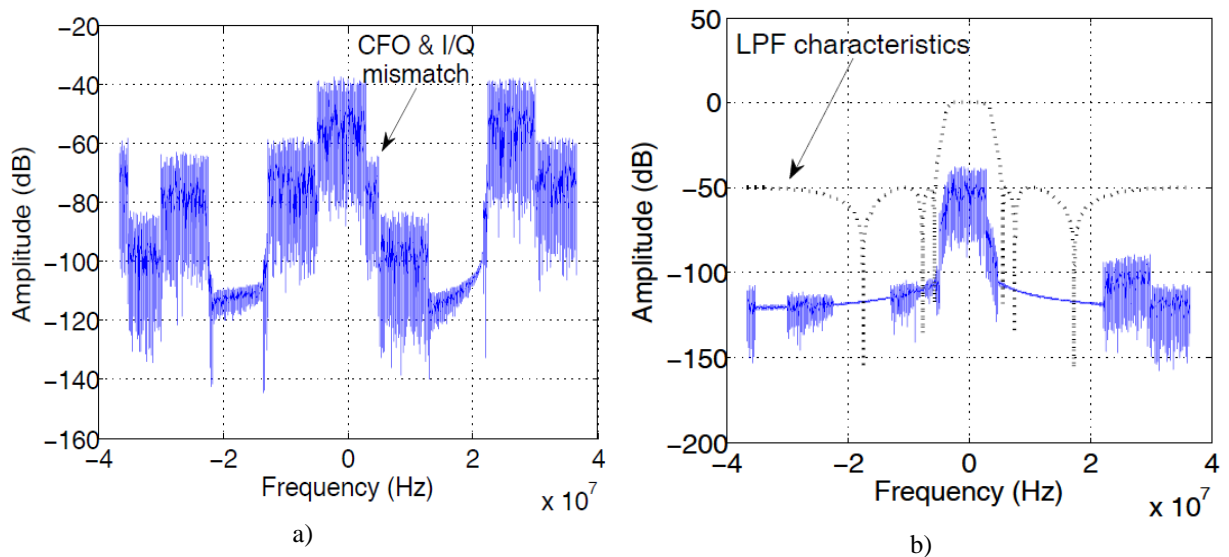 −20
−40
−60
−80
−100
−120
−140
−160
Amplitude (dB)
CFO & I/Q
mismatch
−4
−2
0
2
4
Frequency (Hz)
x 10^7
a)
50
0
−50
−100
−150
−200
Amplitude (dB)
LPF characteristics
−4
−2
0
2
4
Frequency (Hz)
x 10^7
b)